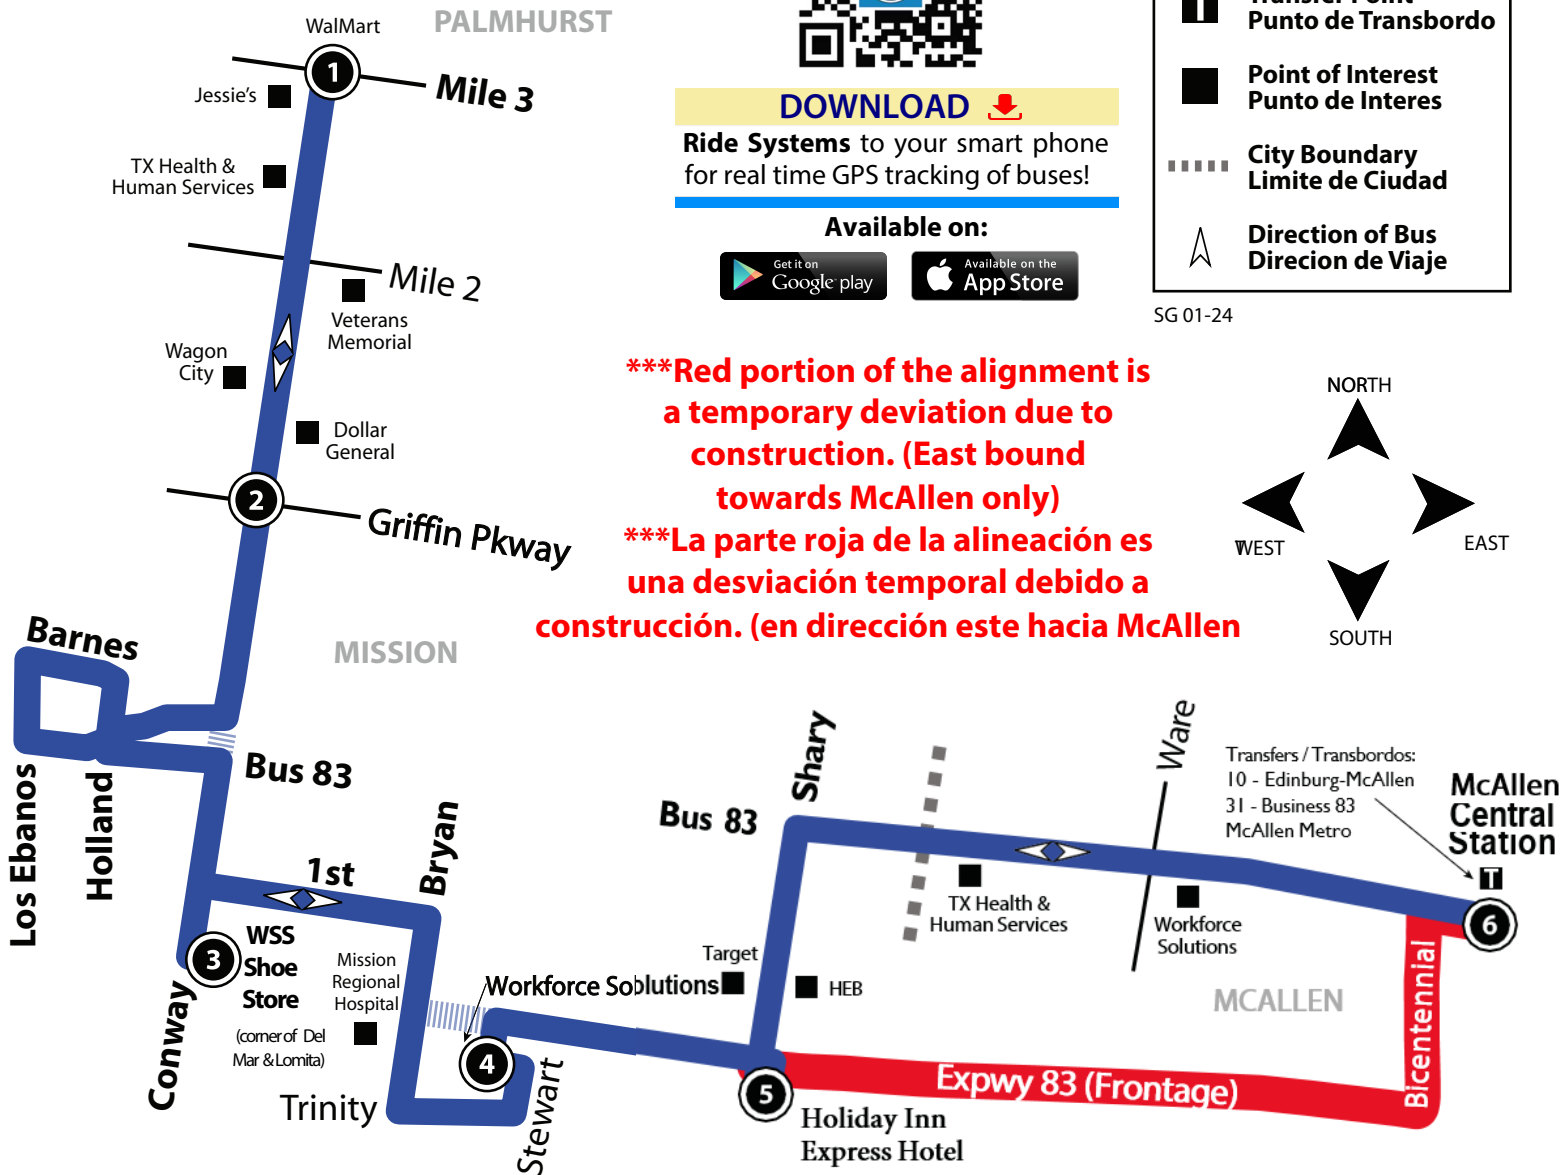 WalMart
PALMHURST
1
Mile 3
Jessie's
TX Health &
Human Services
Mile 2
Veterans
Memorial
Wagon
City
Dollar
General
2
Griffin Pkway
DOWNLOAD
Ride Systems to your smart phone
for real time GPS tracking of buses!
Available on:
Get it on
Google play
Available on the
App Store
Transfer Point
Punto de Transbordo
Point of Interest
Punto de Interes
City Boundary
Limite de Ciudad
Direction of Bus
Direcion de Viaje
SG 01-24
***Red portion of the alignment is
a temporary deviation due to
construction. (East bound
towards McAllen only)
***La parte roja de la alineación es
una desviación temporal debido a
construcción. (en dirección este hacia McAllen
NORTH
WEST
EAST
SOUTH
Barnes
MISSION
Los Ebanos
Holland
Bus 83
1st
Bryan
3
WSS
Shoe
Store
(corner of Del
Mar & Lomita)
Conway
Mission
Regional
Hospital
Trinity
Workforce Solutions
4
Stewart
Bus 83
Shary
Target
HEB
5
Holiday Inn
Express Hotel
TX Health &
Human Services
Ware
Workforce
Solutions
Transfers / Transbordos:
10 - Edinburg-McAllen
31 - Business 83
McAllen Metro
McAllen
Central
Station
T
6
MCALLEN
Bicentennial
Expwy 83 (Frontage)